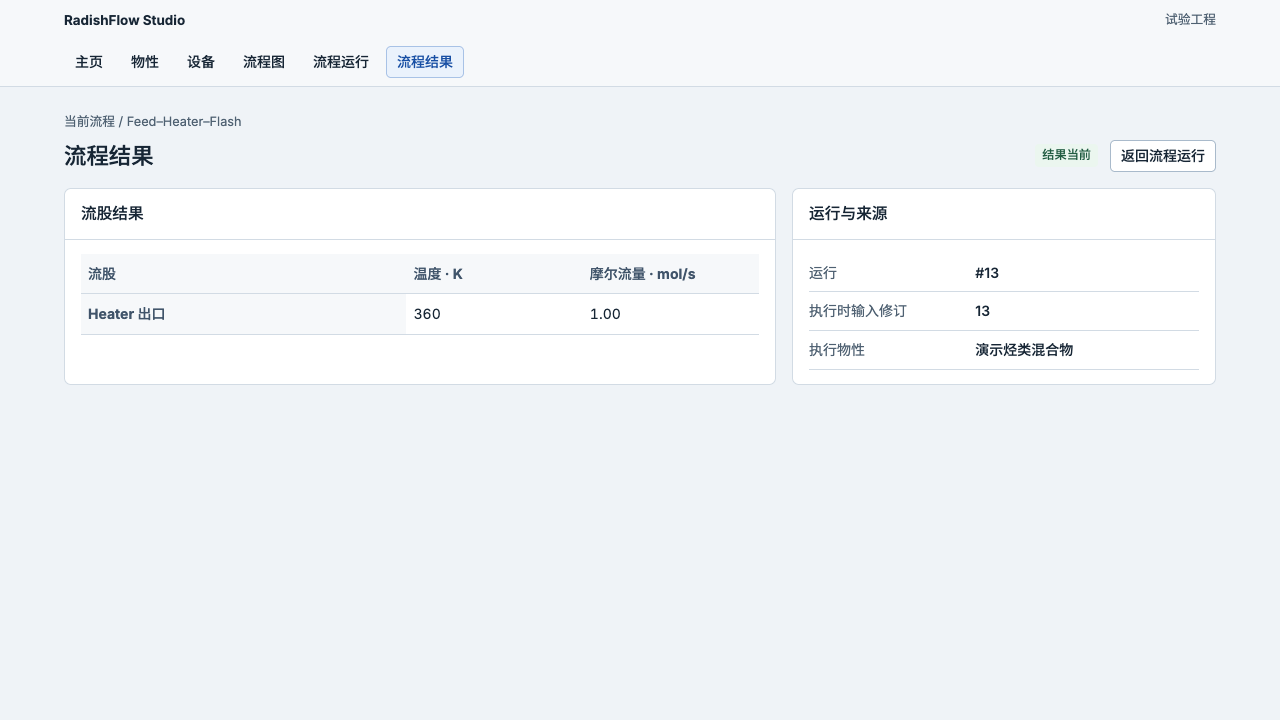 RadishFlow Studio
试验工程
主页 物性 设备 流程图 流程运行 流程结果
当前流程 / Feed–Heater–Flash
流程结果
结果当前
返回流程运行
流股结果
流股 温度 · K 摩尔流量 · mol/s
Heater 出口 360 1.00
运行与来源
运行 #13
执行时输入修订 13
执行物性 演示烃类混合物